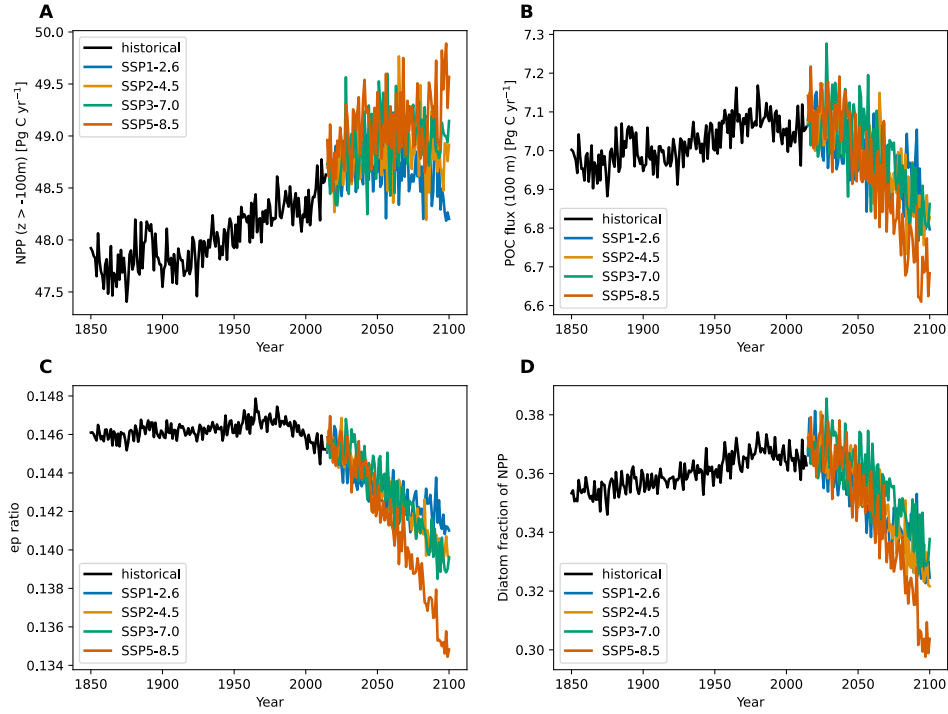 A
NPP (z > -100m) [Pg C yr⁻¹]
50.0
49.5
49.0
48.5
48.0
47.5
historical
SSP1-2.6
SSP2-4.5
SSP3-7.0
SSP5-8.5
1850 1900 1950 2000 2050 2100
Year
B
POC flux (100 m) [Pg C yr⁻¹]
7.3
7.2
7.1
7.0
6.9
6.8
6.7
6.6
historical
SSP1-2.6
SSP2-4.5
SSP3-7.0
SSP5-8.5
1850 1900 1950 2000 2050 2100
Year
C
ep ratio
0.148
0.146
0.144
0.142
0.140
0.138
0.136
0.134
historical
SSP1-2.6
SSP2-4.5
SSP3-7.0
SSP5-8.5
1850 1900 1950 2000 2050 2100
Year
D
Diatom fraction of NPP
0.38
0.36
0.34
0.32
0.30
historical
SSP1-2.6
SSP2-4.5
SSP3-7.0
SSP5-8.5
1850 1900 1950 2000 2050 2100
Year